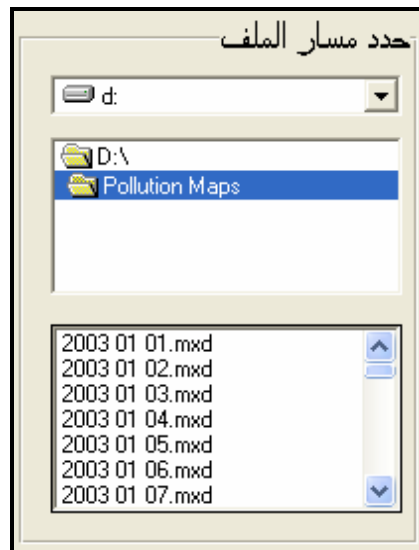 حدد مسار الملف
d:
D:\
Pollution Maps
2003 01 01.mxd
2003 01 02.mxd
2003 01 03.mxd
2003 01 04.mxd
2003 01 05.mxd
2003 01 06.mxd
2003 01 07.mxd